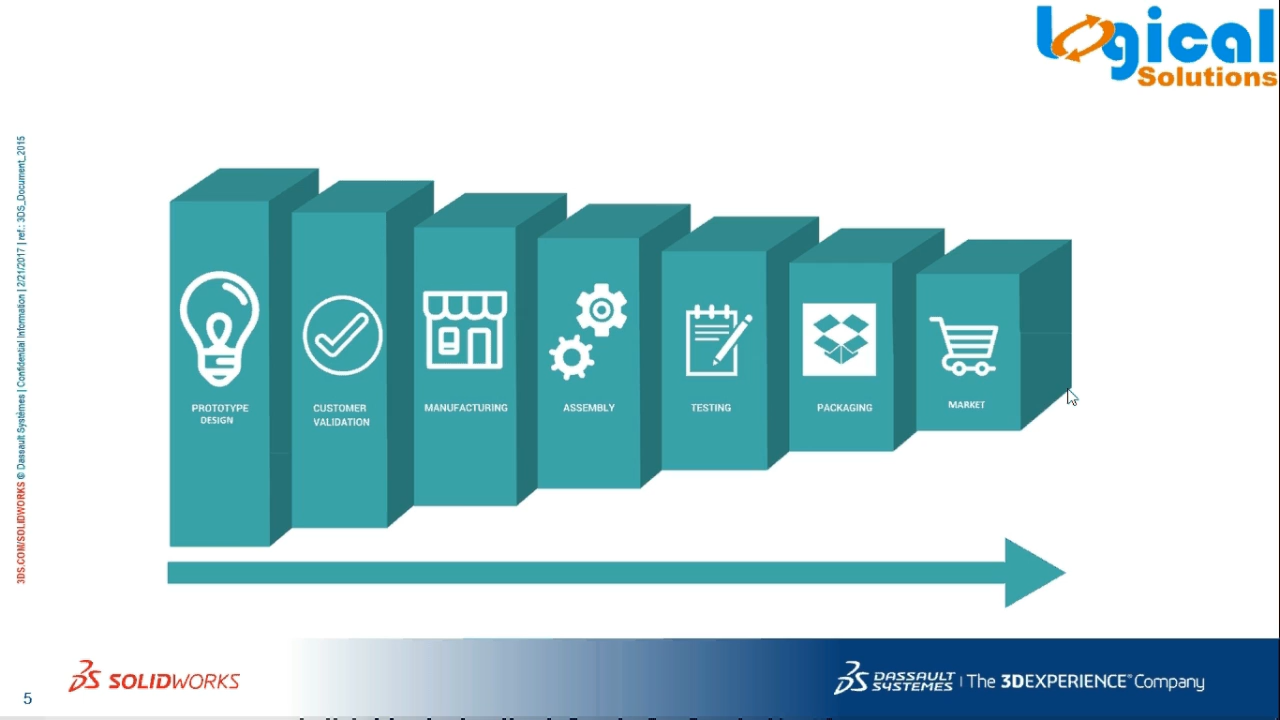 Logical
Solutions
3DS.COM/SOLIDWORKS © Dassault Systèmes | Confidential Information | 2/21/2017 | ref.: 3DS_Document_2015
PROTOTYPE
DESIGN
CUSTOMER
VALIDATION
MANUFACTURING
ASSEMBLY
TESTING
PACKAGING
MARKET
5
SOLIDWORKS
DASSAULT
SYSTEMES
The 3DEXPERIENCE® Company